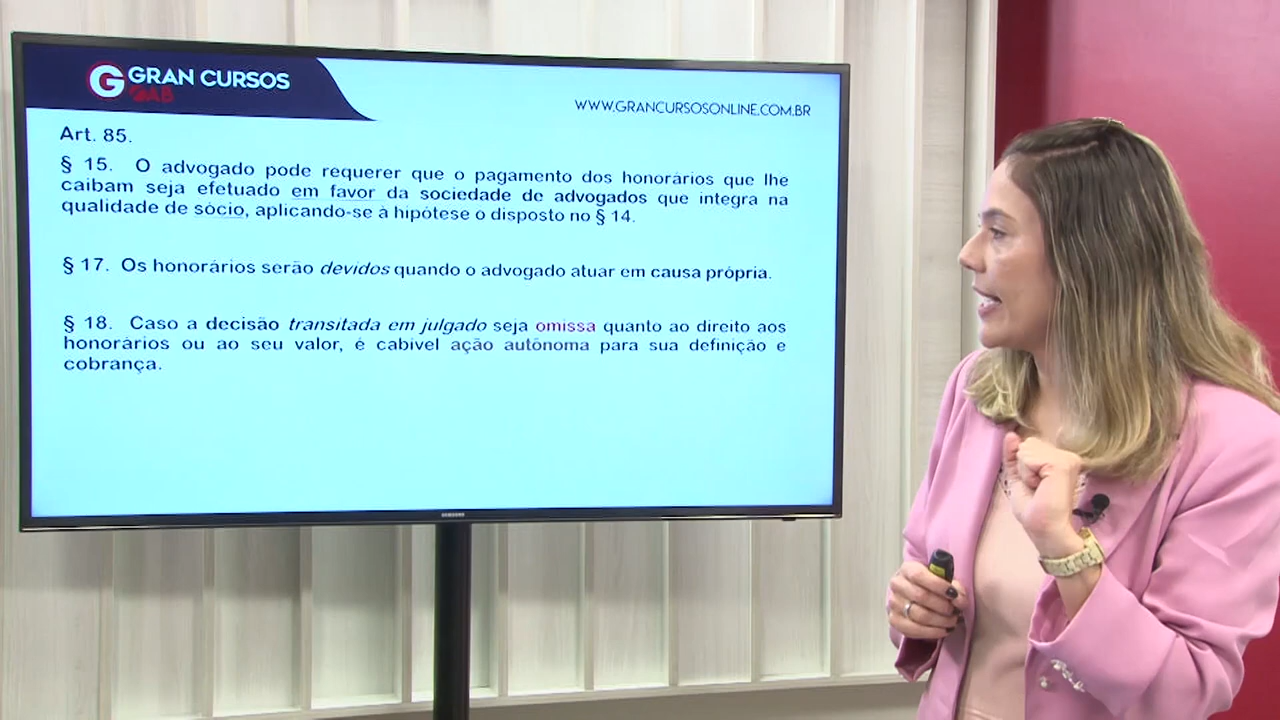 GRAN CURSOS
OAB
WWW.GRANCURSOSONLINE.COM.BR
Art. 85.
§ 15. O advogado pode requerer que o pagamento dos honorários que lhe
caibam seja efetuado em favor da sociedade de advogados que integra na
qualidade de sócio, aplicando-se à hipótese o disposto no § 14.
§ 17. Os honorários serão devidos quando o advogado atuar em causa própria.
§ 18. Caso a decisão transitada em julgado seja omissa quanto ao direito aos
honorários ou ao seu valor, é cabível ação autônoma para sua definição e
cobrança.
SAMSUNG